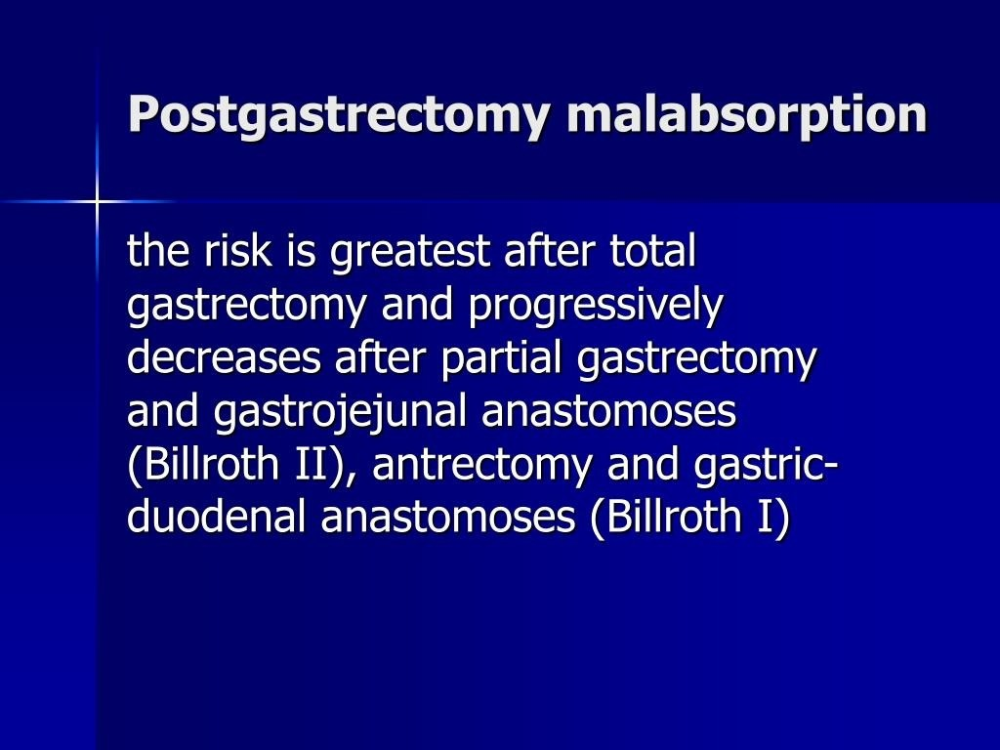 Postgastrectomy malabsorption
the risk is greatest after total
gastrectomy and progressively
decreases after partial gastrectomy
and gastrojejunal anastomoses
(Billroth II), antrectomy and gastric-
duodenal anastomoses (Billroth I)